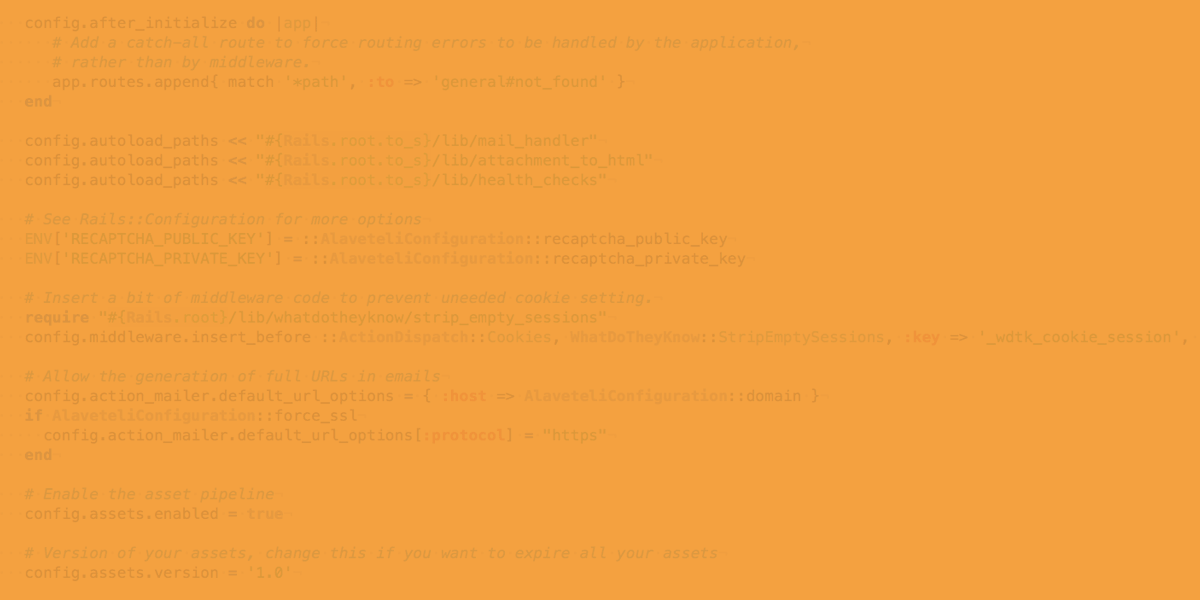 config.after_initialize do |app|
# Add a catch-all route to force routing errors to be handled by the application,
# rather than by middleware.
app.routes.append{ match '*path', :to => 'general#not_found' }
end
config.autoload_paths << "#{Rails.root.to_s}/lib/mail_handler"
config.autoload_paths << "#{Rails.root.to_s}/lib/attachment_to_html"
config.autoload_paths << "#{Rails.root.to_s}/lib/health_checks"
# See Rails::Configuration for more options
ENV['RECAPTCHA_PUBLIC_KEY'] = ::AlaveteliConfiguration::recaptcha_public_key
ENV['RECAPTCHA_PRIVATE_KEY'] = ::AlaveteliConfiguration::recaptcha_private_key
# Insert a bit of middleware code to prevent uneeded cookie setting.
require "#{Rails.root}/lib/whatdotheyknow/strip_empty_sessions"
config.middleware.insert_before ::ActionDispatch::Cookies, WhatDoTheyKnow::StripEmptySessions, :key => '_wdtk_cookie_session',
# Allow the generation of full URLs in emails
config.action_mailer.default_url_options = { :host => AlaveteliConfiguration::domain }
if AlaveteliConfiguration::force_ssl
config.action_mailer.default_url_options[:protocol] = "https"
end
# Enable the asset pipeline
config.assets.enabled = true
# Version of your assets, change this if you want to expire all your assets
config.assets.version = '1.0'